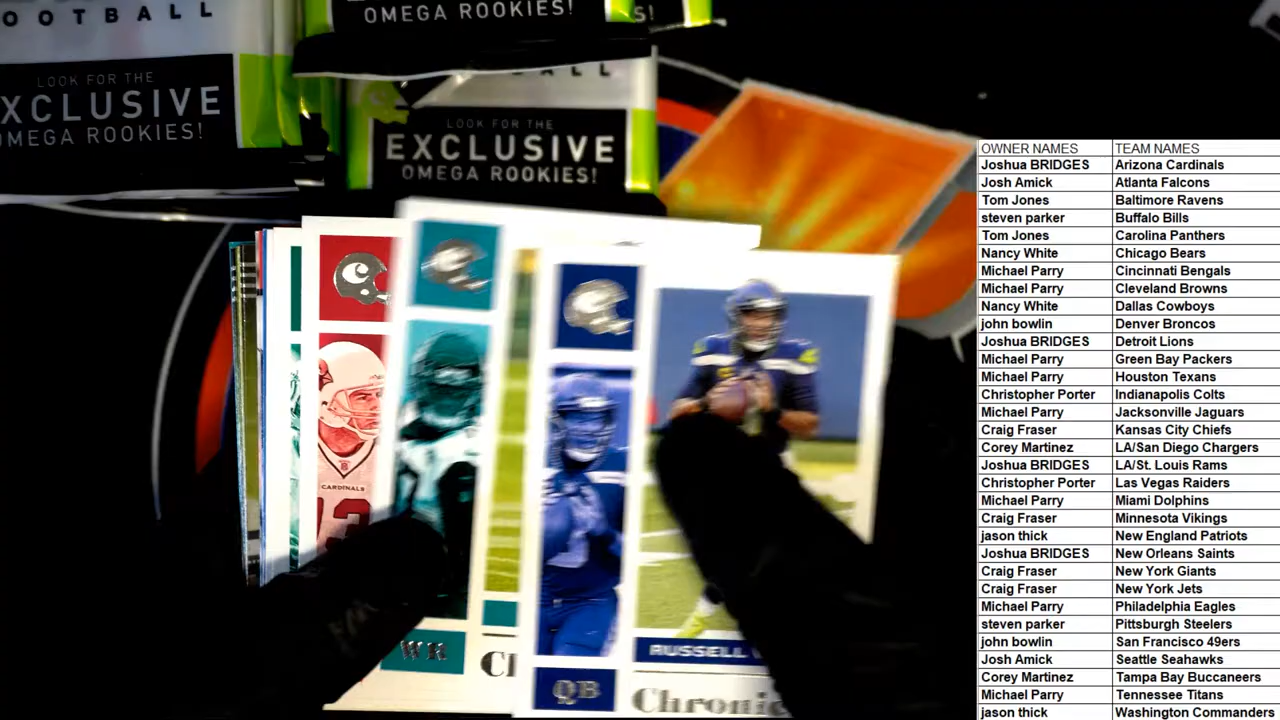 OOTBALL
LOOK FOR THE
XCLUSIVE
OMEGA ROOKIES!
OMEGA ROOKIES!
S!
LOOK FOR THE
EXCLUSIVE
OMEGA ROOKIES!
CARDINALS
WR
QB
RUSSELL
Chronic
OWNER NAMES TEAM NAMES
Joshua BRIDGES Arizona Cardinals
Josh Amick Atlanta Falcons
Tom Jones Baltimore Ravens
steven parker Buffalo Bills
Tom Jones Carolina Panthers
Nancy White Chicago Bears
Michael Parry Cincinnati Bengals
Michael Parry Cleveland Browns
Nancy White Dallas Cowboys
john bowlin Denver Broncos
Joshua BRIDGES Detroit Lions
Michael Parry Green Bay Packers
Michael Parry Houston Texans
Christopher Porter Indianapolis Colts
Michael Parry Jacksonville Jaguars
Craig Fraser Kansas City Chiefs
Corey Martinez LA/San Diego Chargers
Joshua BRIDGES LA/St. Louis Rams
Christopher Porter Las Vegas Raiders
Michael Parry Miami Dolphins
Craig Fraser Minnesota Vikings
jason thick New England Patriots
Joshua BRIDGES New Orleans Saints
Craig Fraser New York Giants
Craig Fraser New York Jets
Michael Parry Philadelphia Eagles
steven parker Pittsburgh Steelers
john bowlin San Francisco 49ers
Josh Amick Seattle Seahawks
Corey Martinez Tampa Bay Buccaneers
Michael Parry Tennessee Titans
jason thick Washington Commanders